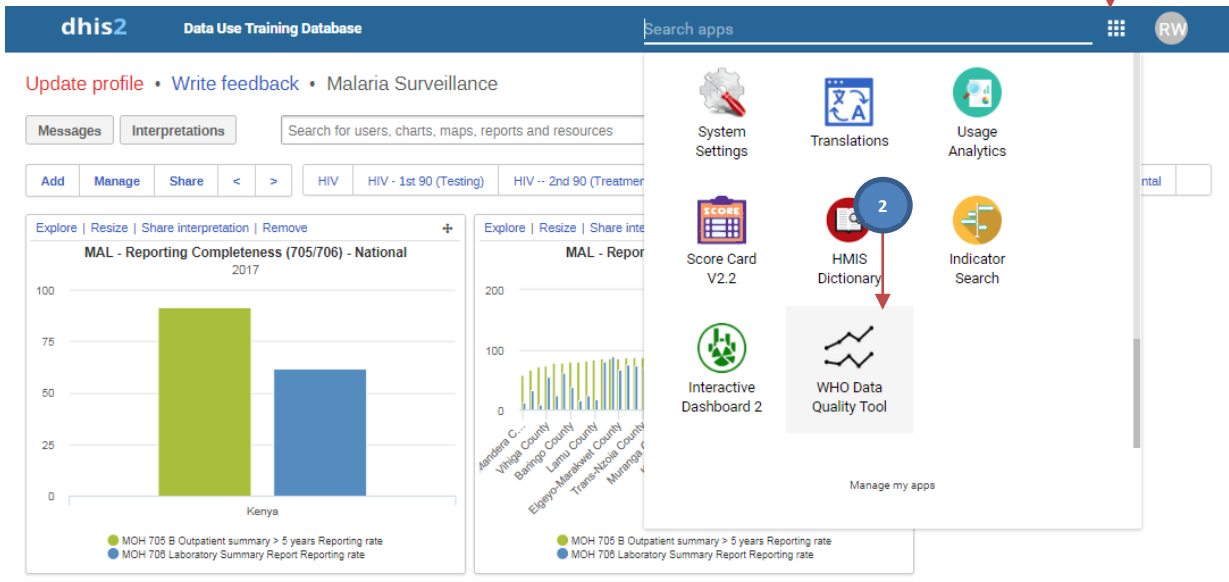 dhis2 Data Use Training Database Search apps RW
Update profile • Write feedback • Malaria Surveillance
Messages Interpretations Search for users, charts, maps, reports and resources
Add Manage Share < > HIV HIV - 1st 90 (Testing) HIV -- 2nd 90 (Treatmen ntal
Explore | Resize | Share interpretation | Remove
MAL - Reporting Completeness (705/706) - National
2017
100
75
50
25
0
Kenya
MOH 705 B Outpatient summary > 5 years Reporting rate
MOH 706 Laboratory Summary Report Reporting rate
Explore | Resize | Share inte
MAL - Repor
200
100
0
Vihiga County
Baringo County
Lamu County
Elgeyo-Marakwet County
Trans-Nzoia County
MOH 705 B Outpatient summary > 5 years Reporting rate
MOH 706 Laboratory Summary Report Reporting rate
System
Settings
Translations
Usage
Analytics
SCORE
Score Card
V2.2
2
HMIS
Dictionary
Indicator
Search
Interactive
Dashboard 2
WHO Data
Quality Tool
Manage my apps